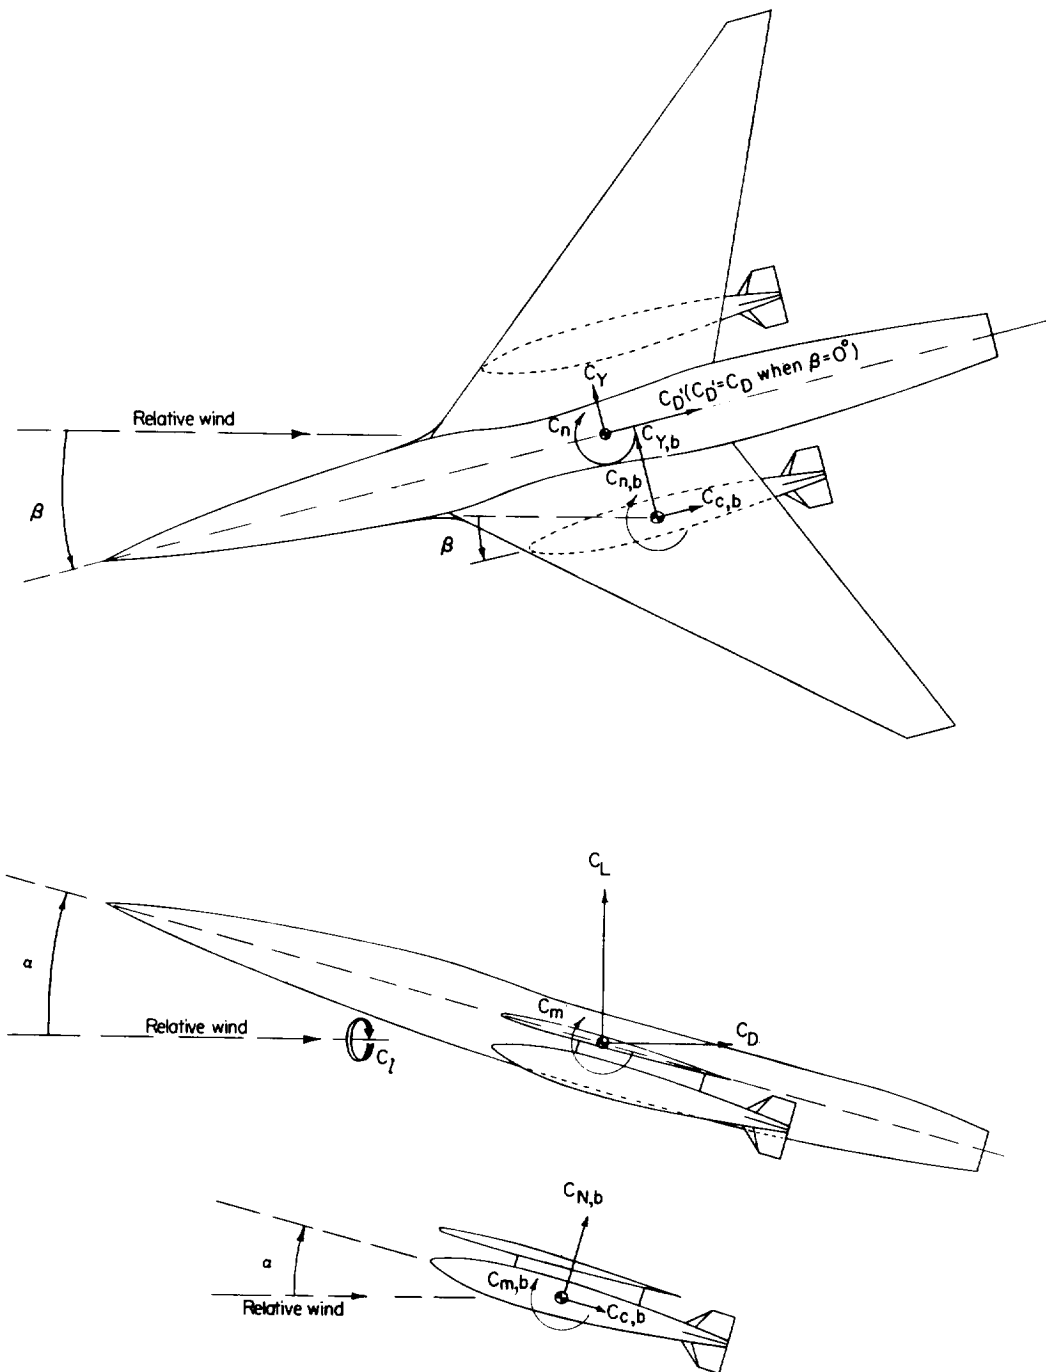 C_Y
C_D' (C_D' = C_D when β=0°)
Relative wind
C_n
C_Y,b
C_n,b
C_c,b
β
β
C_L
α
C_m
Relative wind
C_D
C_l
C_N,b
α
C_m,b
C_c,b
Relative wind